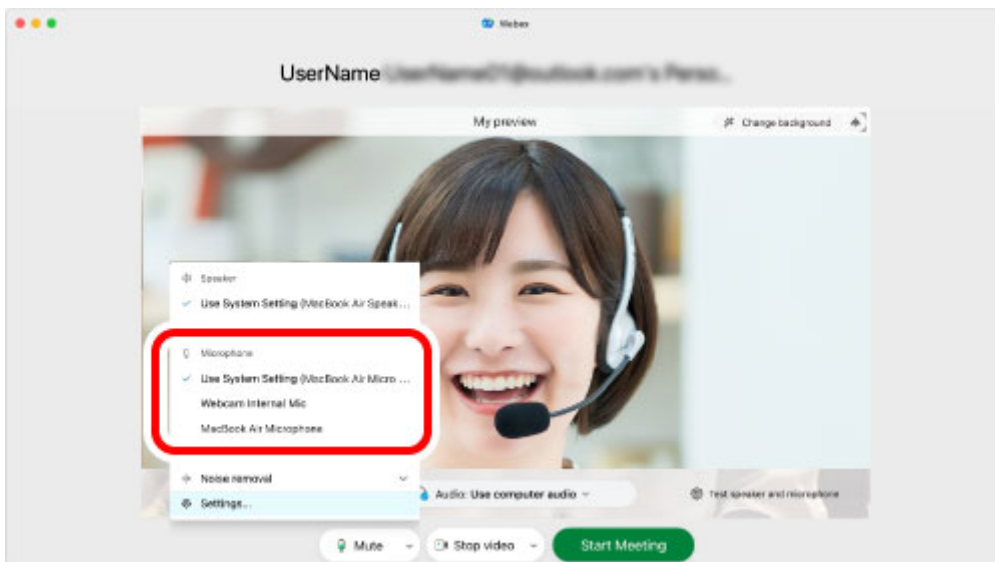 Webex
UserName
My preview
Change background
Speaker
Use System Setting (MacBook Air Speak...
Microphone
Use System Setting (MacBook Air Micro ...
Webcam Internal Mic
MacBook Air Microphone
Noise removal
Settings...
Audio: Use computer audio
Test speaker and microphone
Mute
Stop video
Start Meeting